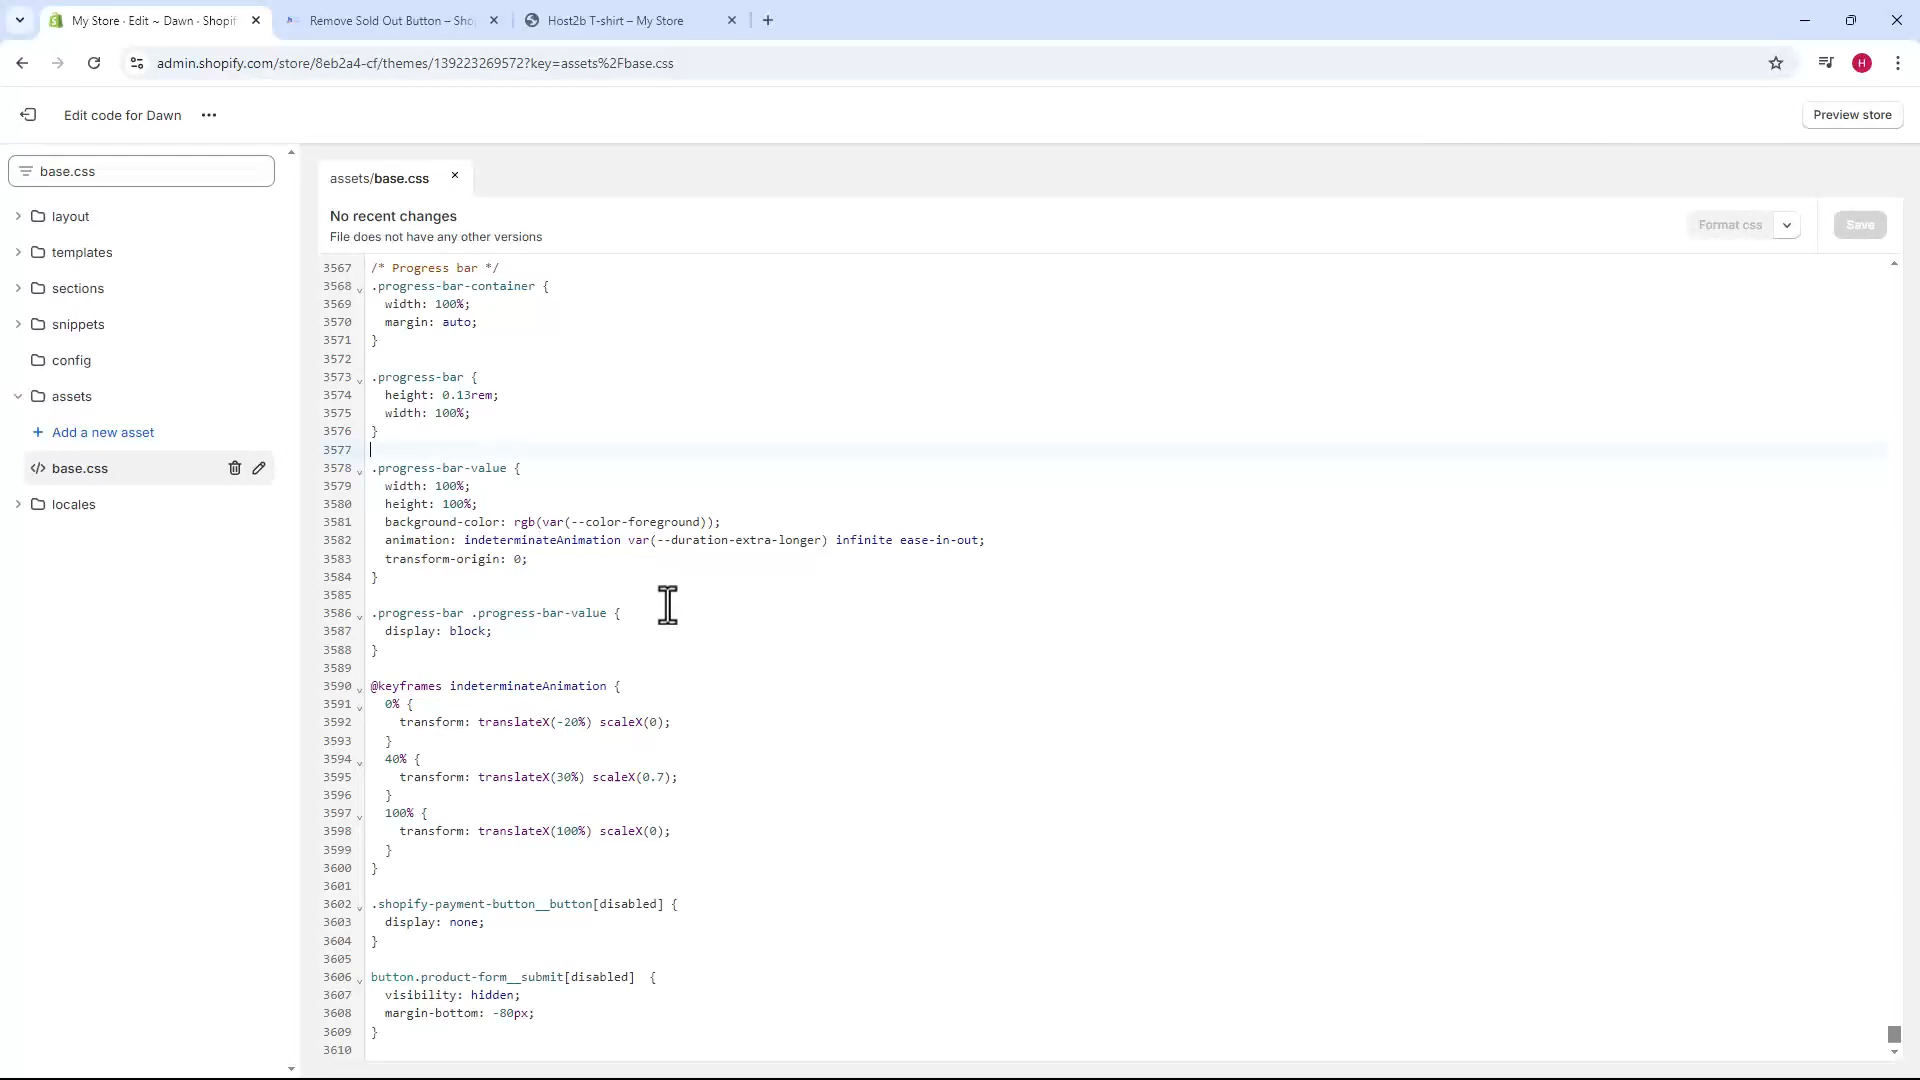 My Store · Edit ~ Dawn · Shopif
Remove Sold Out Button – Sho
Host2b T-shirt – My Store
admin.shopify.com/store/8eb2a4-cf/themes/139223269572?key=assets%2Fbase.css
H
Edit code for Dawn
Preview store
base.css
layout
templates
sections
snippets
config
assets
+ Add a new asset
</> base.css
locales
assets/base.css
No recent changes
File does not have any other versions
Format css
Save
3567 /* Progress bar */
3568 .progress-bar-container {
3569 width: 100%;
3570 margin: auto;
3571 }
3572
3573 .progress-bar {
3574 height: 0.13rem;
3575 width: 100%;
3576 }
3577
3578 .progress-bar-value {
3579 width: 100%;
3580 height: 100%;
3581 background-color: rgb(var(--color-foreground));
3582 animation: indeterminateAnimation var(--duration-extra-longer) infinite ease-in-out;
3583 transform-origin: 0;
3584 }
3585
3586 .progress-bar .progress-bar-value {
3587 display: block;
3588 }
3589
3590 @keyframes indeterminateAnimation {
3591 0% {
3592 transform: translateX(-20%) scaleX(0);
3593 }
3594 40% {
3595 transform: translateX(30%) scaleX(0.7);
3596 }
3597 100% {
3598 transform: translateX(100%) scaleX(0);
3599 }
3600 }
3601
3602 .shopify-payment-button__button[disabled] {
3603 display: none;
3604 }
3605
3606 button.product-form__submit[disabled]  {
3607 visibility: hidden;
3608 margin-bottom: -80px;
3609 }
3610